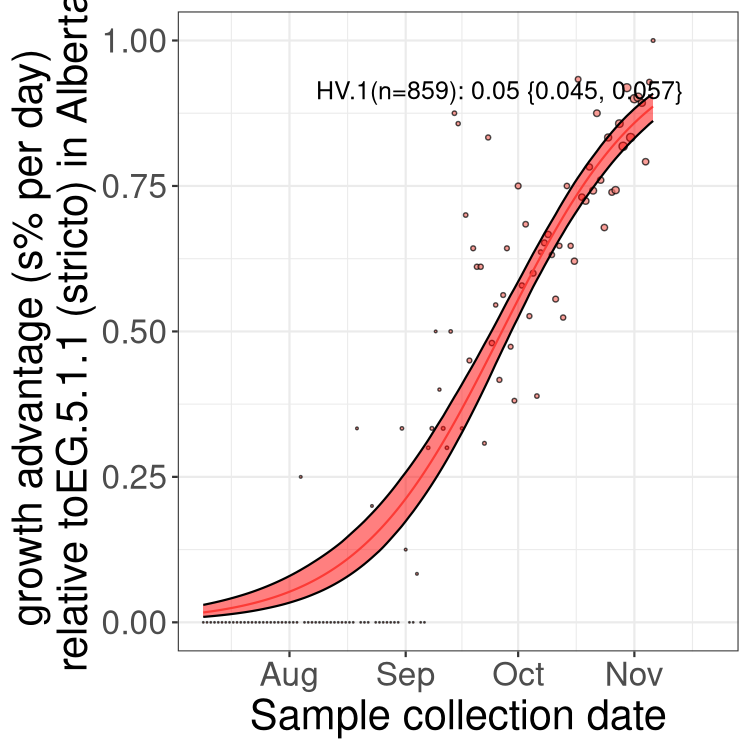 growth advantage (s% per day)
relative toEG.5.1.1 (stricto) in Alberta
1.00
0.75
0.50
0.25
0.00
HV.1(n=859): 0.05 {0.045, 0.057}
Aug Sep Oct Nov
Sample collection date